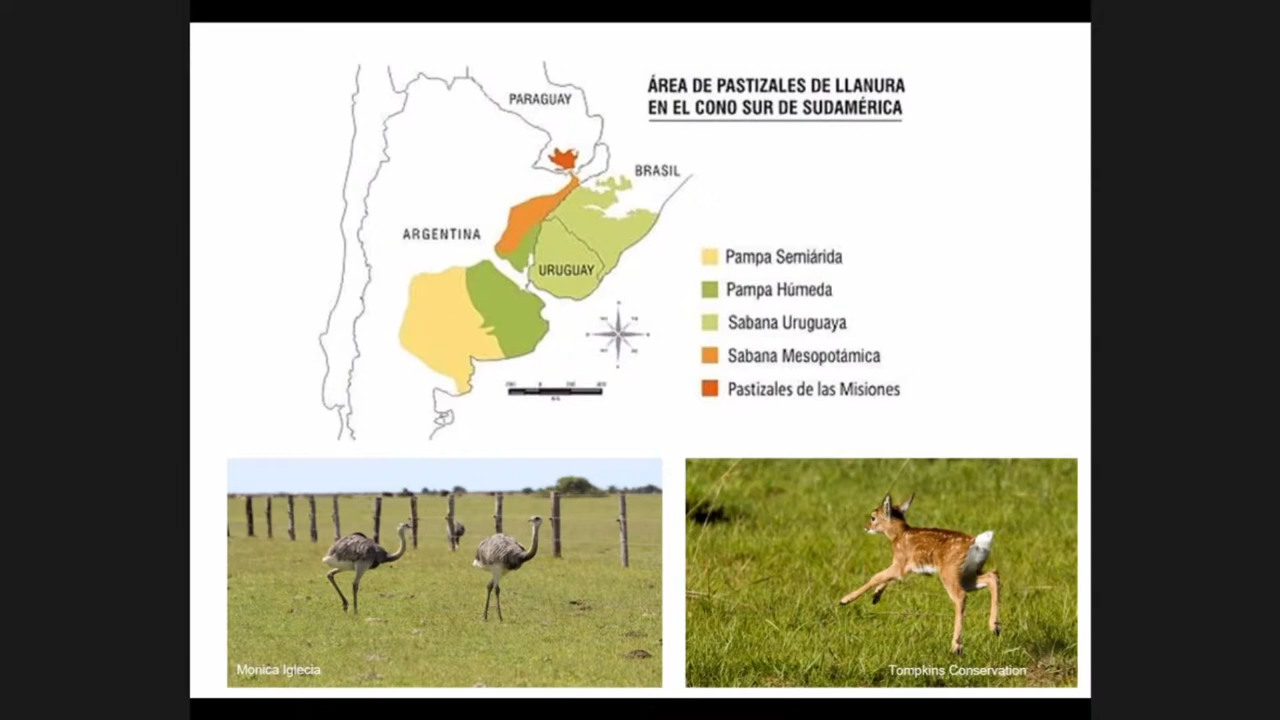 ÁREA DE PASTIZALES DE LLANURA
EN EL CONO SUR DE SUDAMÉRICA
PARAGUAY
BRASIL
ARGENTINA
URUGUAY
Pampa Semiárida
Pampa Húmeda
Sabana Uruguaya
Sabana Mesopotámica
Pastizales de las Misiones
Monica Iglecia
Tompkins Conservation